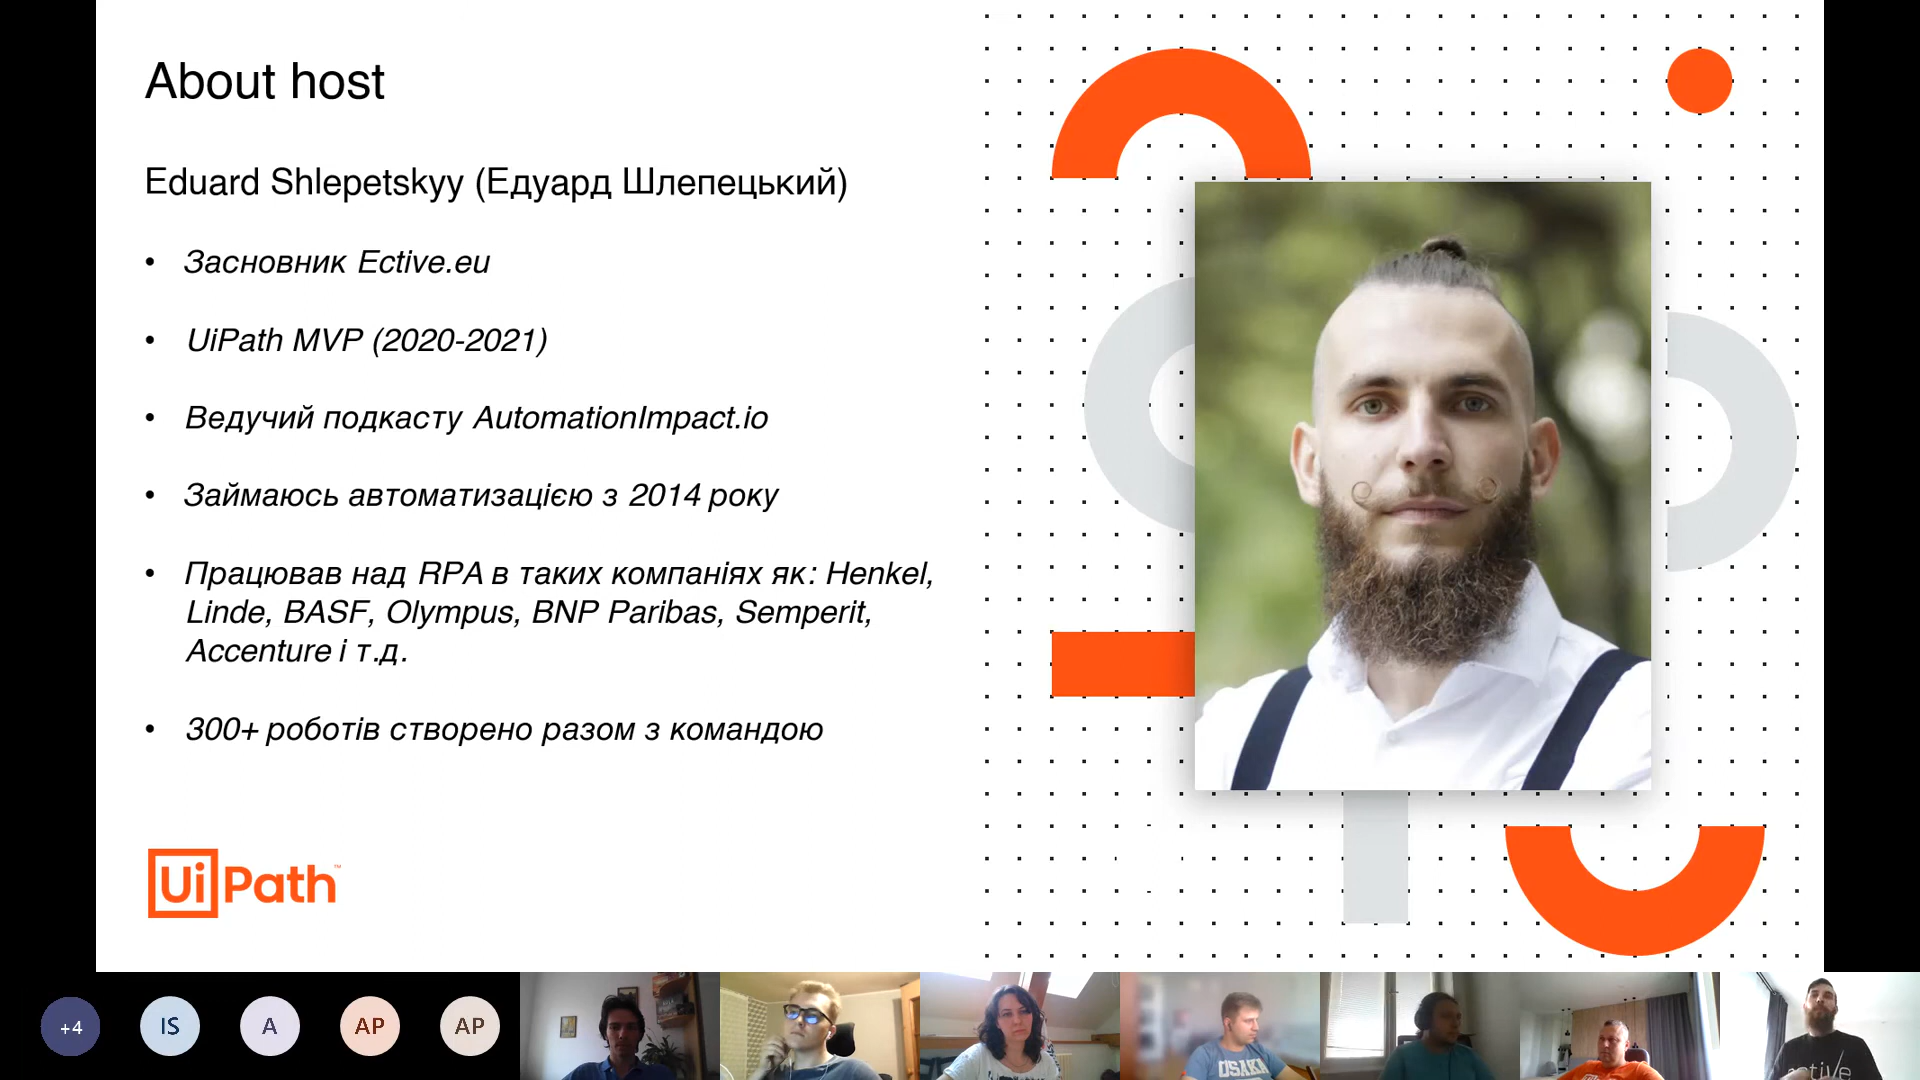 About host
Eduard Shlepetskyy (Едуард Шлепецький)
• Засновник Ective.eu
• UiPath MVP (2020-2021)
• Ведучий подкасту AutomationImpact.io
• Займаюсь автоматизацією з 2014 року
• Працював над RPA в таких компаніях як: Henkel,
Linde, BASF, Olympus, BNP Paribas, Semperit,
Accenture і т.д.
• 300+ роботів створено разом з командою
UiPath™
+4
IS
A
AP
AP
OSAKA